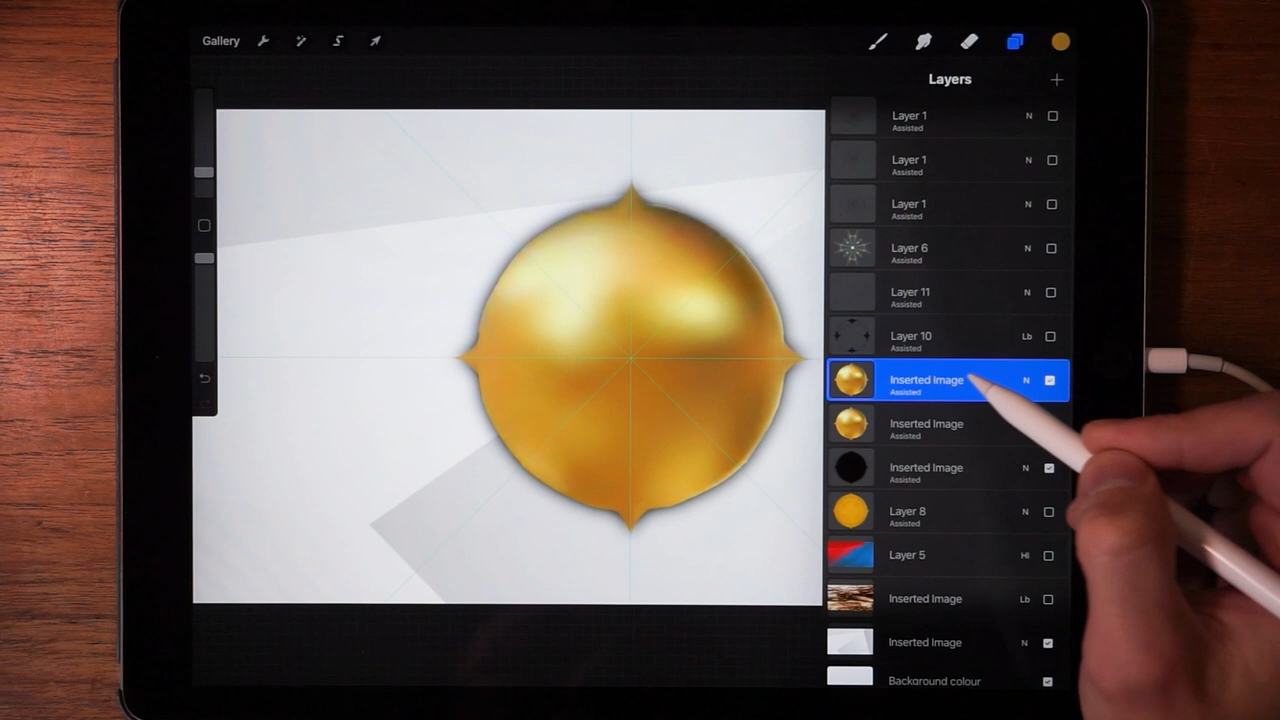 Gallery
Layers
Layer 1 N
Assisted
Layer 1 N
Assisted
Layer 1 N
Assisted
Layer 6 N
Assisted
Layer 11 N
Assisted
Layer 10 Lb
Assisted
Inserted Image N
Assisted
Inserted Image
Assisted
Inserted Image N
Assisted
Layer 8 N
Assisted
Layer 5 Hl
Inserted Image Lb
Inserted Image N
Background colour